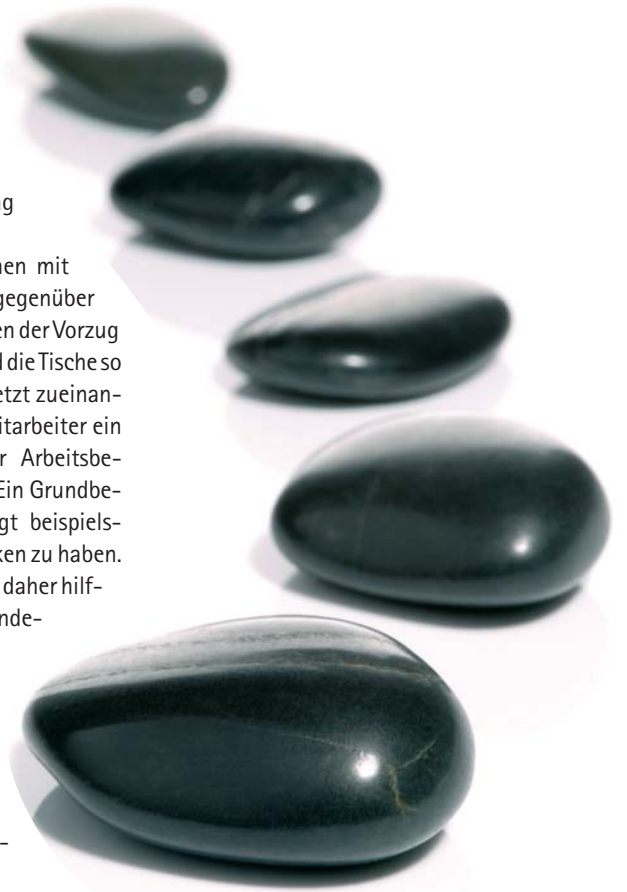 g
en mit
gegenüber
en der Vorzug
die Tische so
etzt zueinan-
itarbeiter ein
r Arbeitsbe-
Ein Grundbe-
gt beispiels-
ken zu haben.
daher hilf-
nde-
-